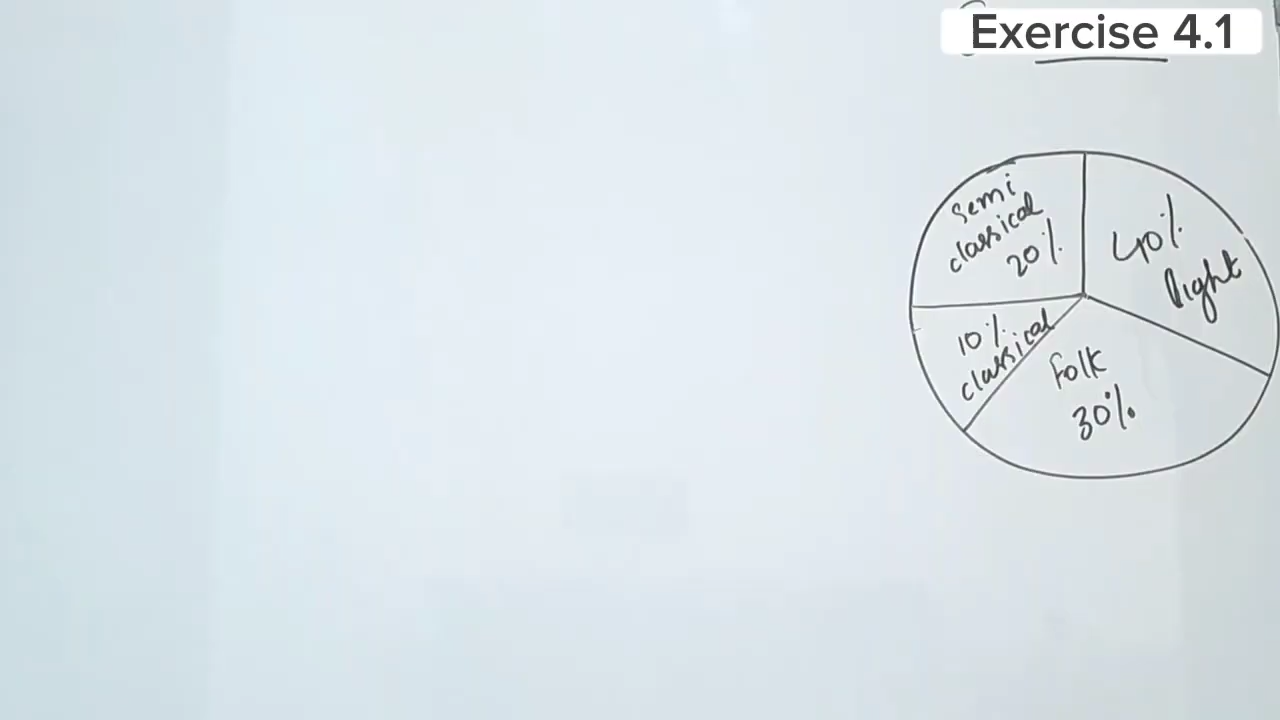 Exercise 4.1
Semi
classical
20%
40%
light
10%
classical
Folk
30%